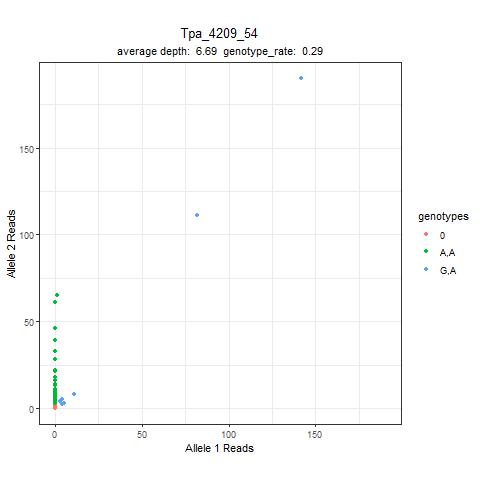 Tpa_4209_54
average depth:  6.69  genotype_rate:  0.29
Allele 2 Reads
150
100
50
0
0
50
100
150
Allele 1 Reads
genotypes
0
A,A
G,A